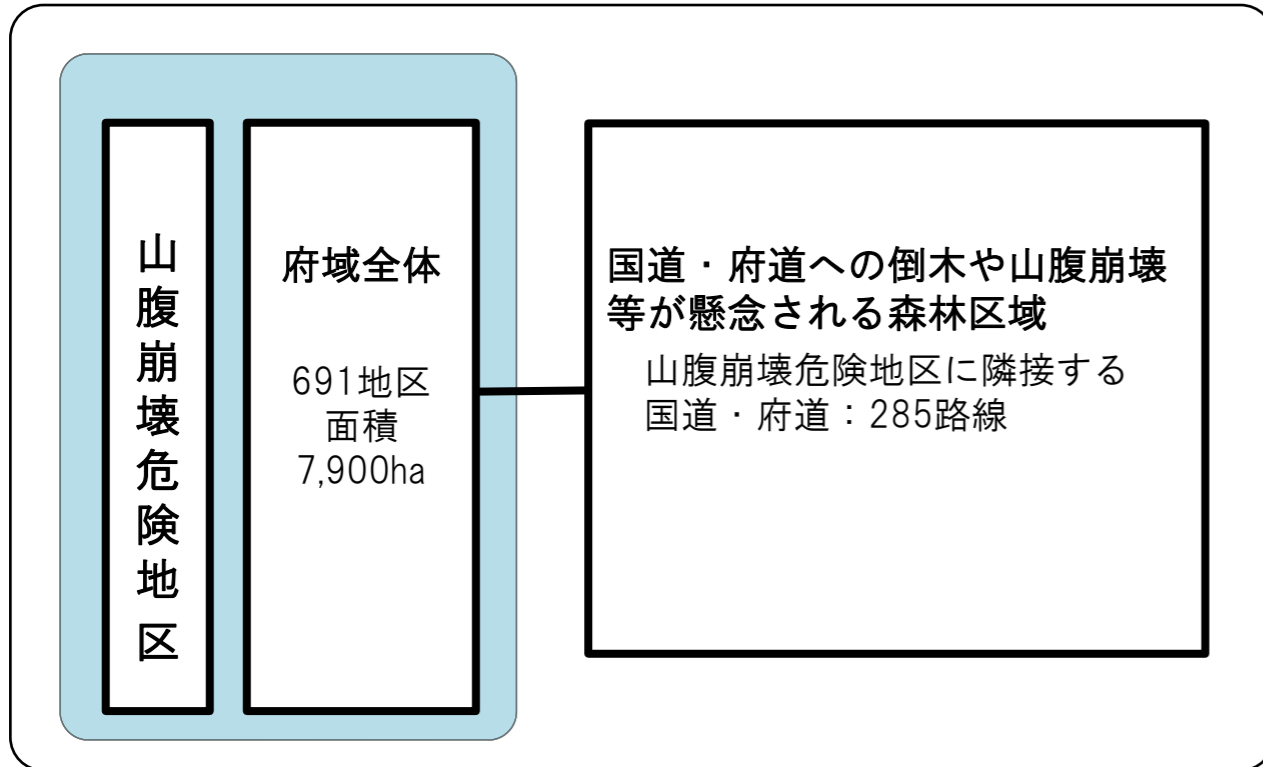 山腹崩壊危険地区
府域全体
691地区
面積
7,900ha
国道・府道への倒木や山腹崩壊
等が懸念される森林区域
山腹崩壊危険地区に隣接する
国道・府道：285路線